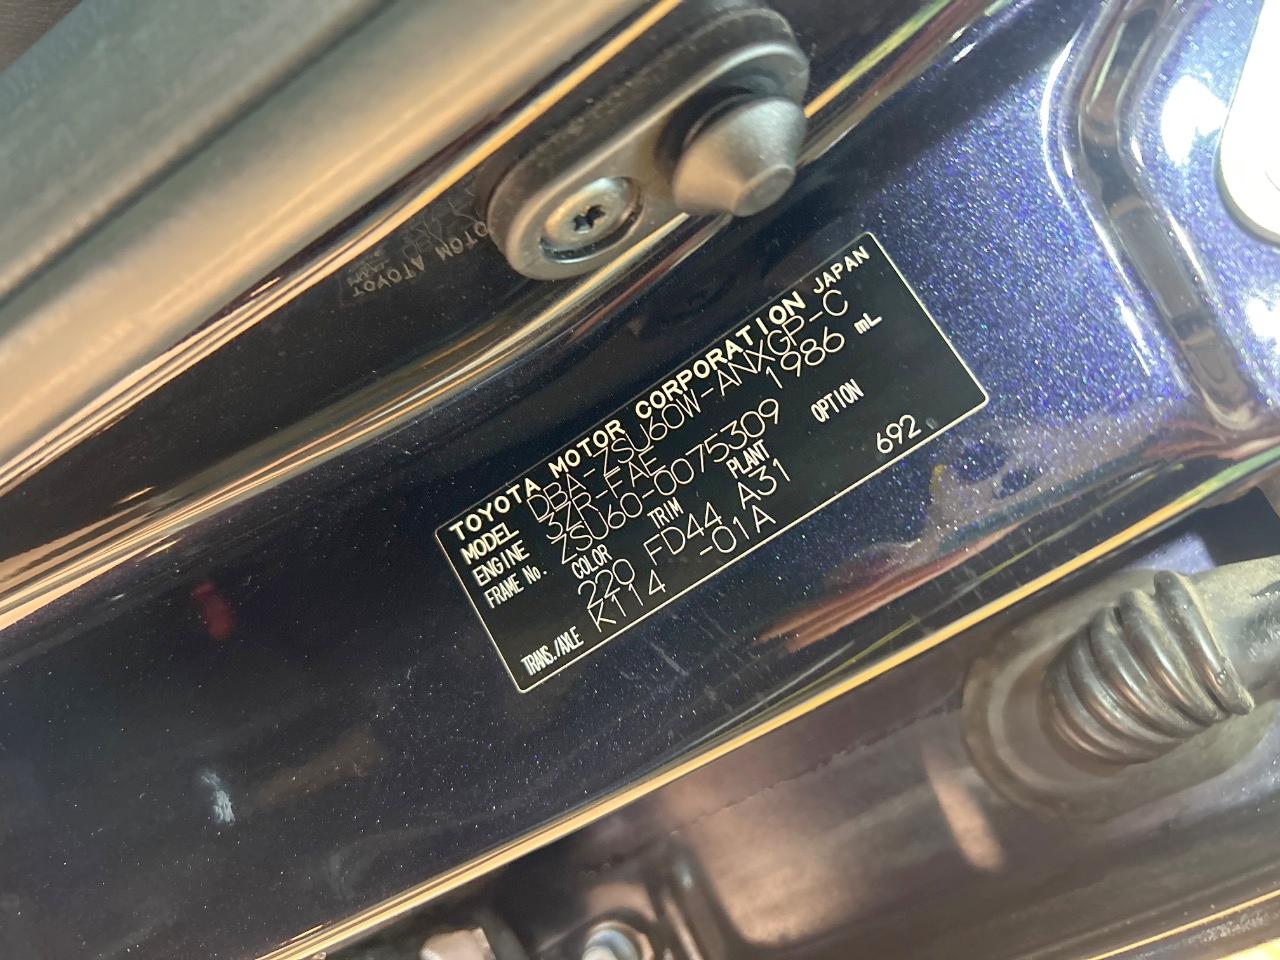 TOYOTA MOTOR CORPORATION JAPAN
MODEL DBA-ZSU60W-ANXGP-C
ENGINE 3ZR-FAE 1986 mL
FRAME No. ZSU60-0075309
COLOR TRIM PLANT OPTION
220 FD44 A31
TRANS./AXLE K114 -01A 692